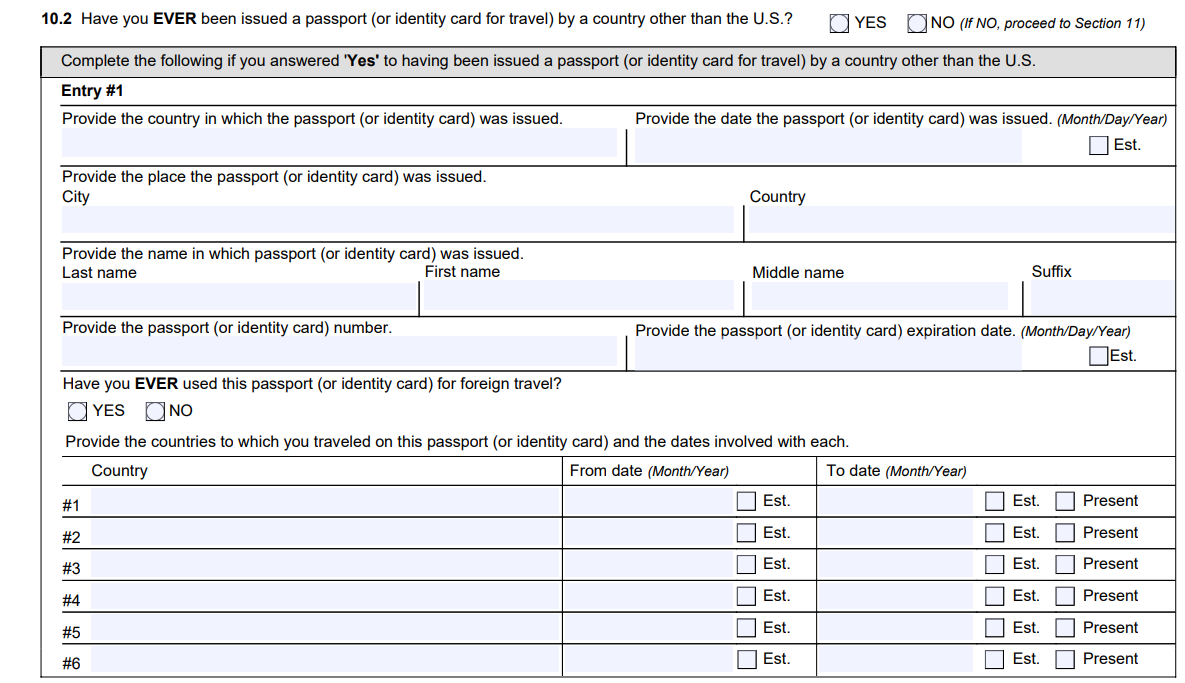 10.2 Have you EVER been issued a passport (or identity card for travel) by a country other than the U.S.? YES NO (If NO, proceed to Section 11)
Complete the following if you answered 'Yes' to having been issued a passport (or identity card for travel) by a country other than the U.S.
Entry #1
Provide the country in which the passport (or identity card) was issued. Provide the date the passport (or identity card) was issued. (Month/Day/Year)
Est.
Provide the place the passport (or identity card) was issued.
City Country
Provide the name in which passport (or identity card) was issued.
Last name First name Middle name Suffix
Provide the passport (or identity card) number. Provide the passport (or identity card) expiration date. (Month/Day/Year)
Est.
Have you EVER used this passport (or identity card) for foreign travel?
YES NO
Provide the countries to which you traveled on this passport (or identity card) and the dates involved with each.
Country From date (Month/Year) To date (Month/Year)
#1 Est. Est. Present
#2 Est. Est. Present
#3 Est. Est. Present
#4 Est. Est. Present
#5 Est. Est. Present
#6 Est. Est. Present